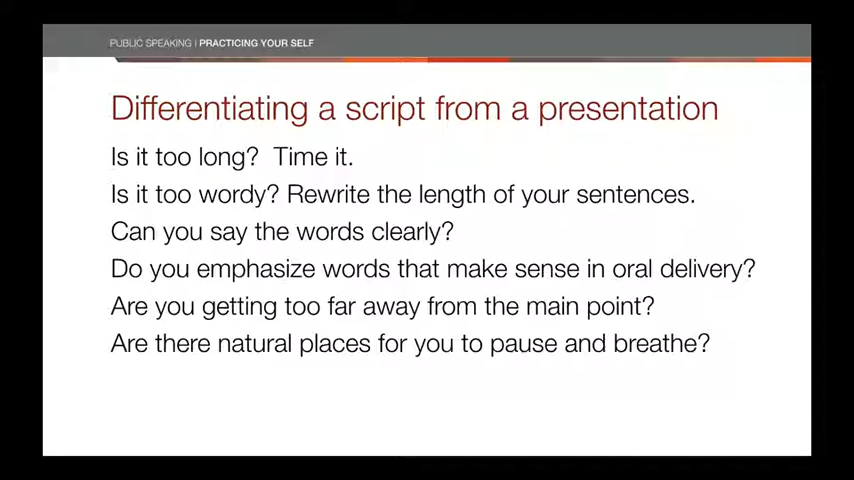 PUBLIC SPEAKING | PRACTICING YOUR SELF
Differentiating a script from a presentation
Is it too long? Time it.
Is it too wordy? Rewrite the length of your sentences.
Can you say the words clearly?
Do you emphasize words that make sense in oral delivery?
Are you getting too far away from the main point?
Are there natural places for you to pause and breathe?